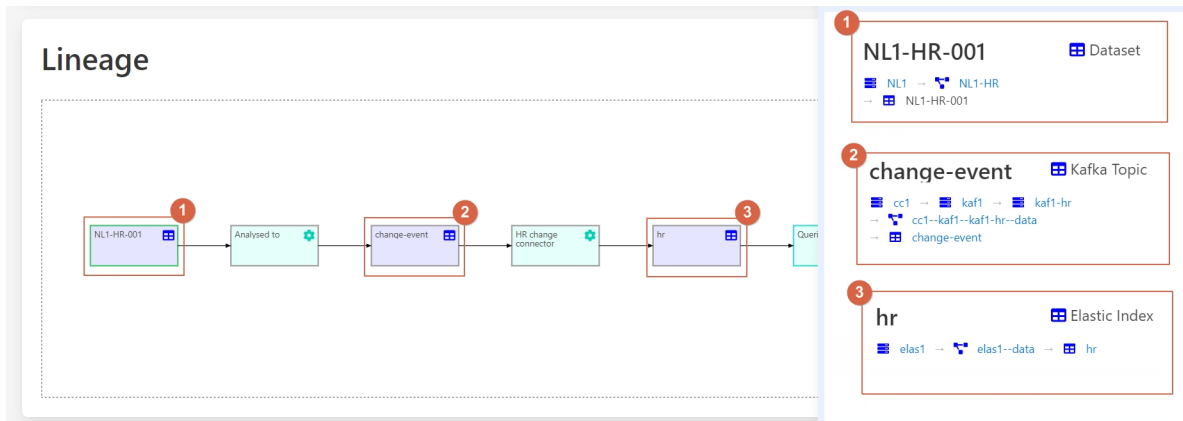 Lineage
1
NL1-HR-001
Analysed to
2
change-event
HR change
connector
3
hr
1
NL1-HR-001 Dataset
NL1 → NL1-HR
→ NL1-HR-001
2
change-event Kafka Topic
cc1 → kaf1 → kaf1-hr
→ cc1--kaf1--kaf1-hr--data
→ change-event
3
hr Elastic Index
elas1 → elas1--data → hr